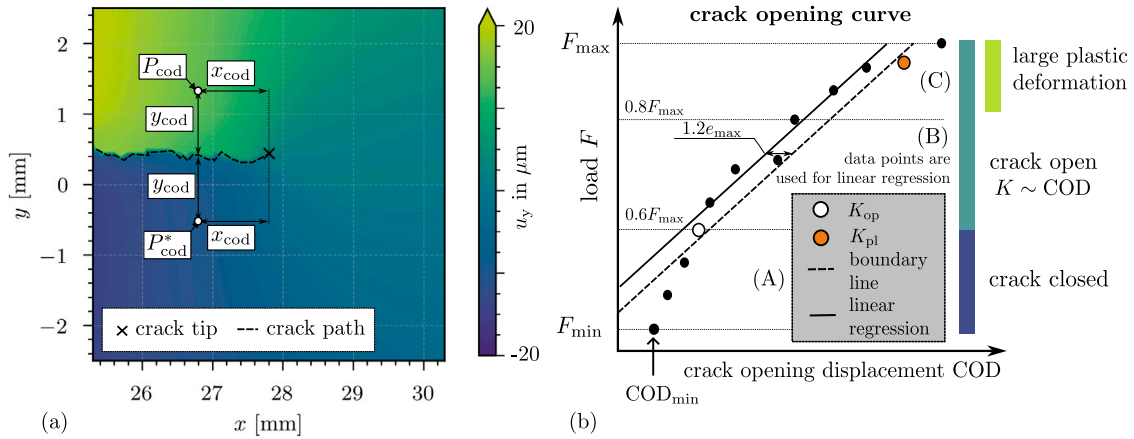 2
1
0
−1
−2
y [mm]
P_cod
x_cod
y_cod
y_cod
P*_cod
x_cod
× crack tip
crack path
26
27
28
29
30
x [mm]
(a)
20
-20
u_y in μm
crack opening curve
F_max
0.8F_max
0.6F_max
F_min
load F
1.2e_max
(C)
(B)
(A)
data points are
used for linear regression
K_op
K_pl
boundary
line
linear
regression
large plastic
deformation
crack open
K ∼ COD
crack closed
crack opening displacement COD
COD_min
(b)